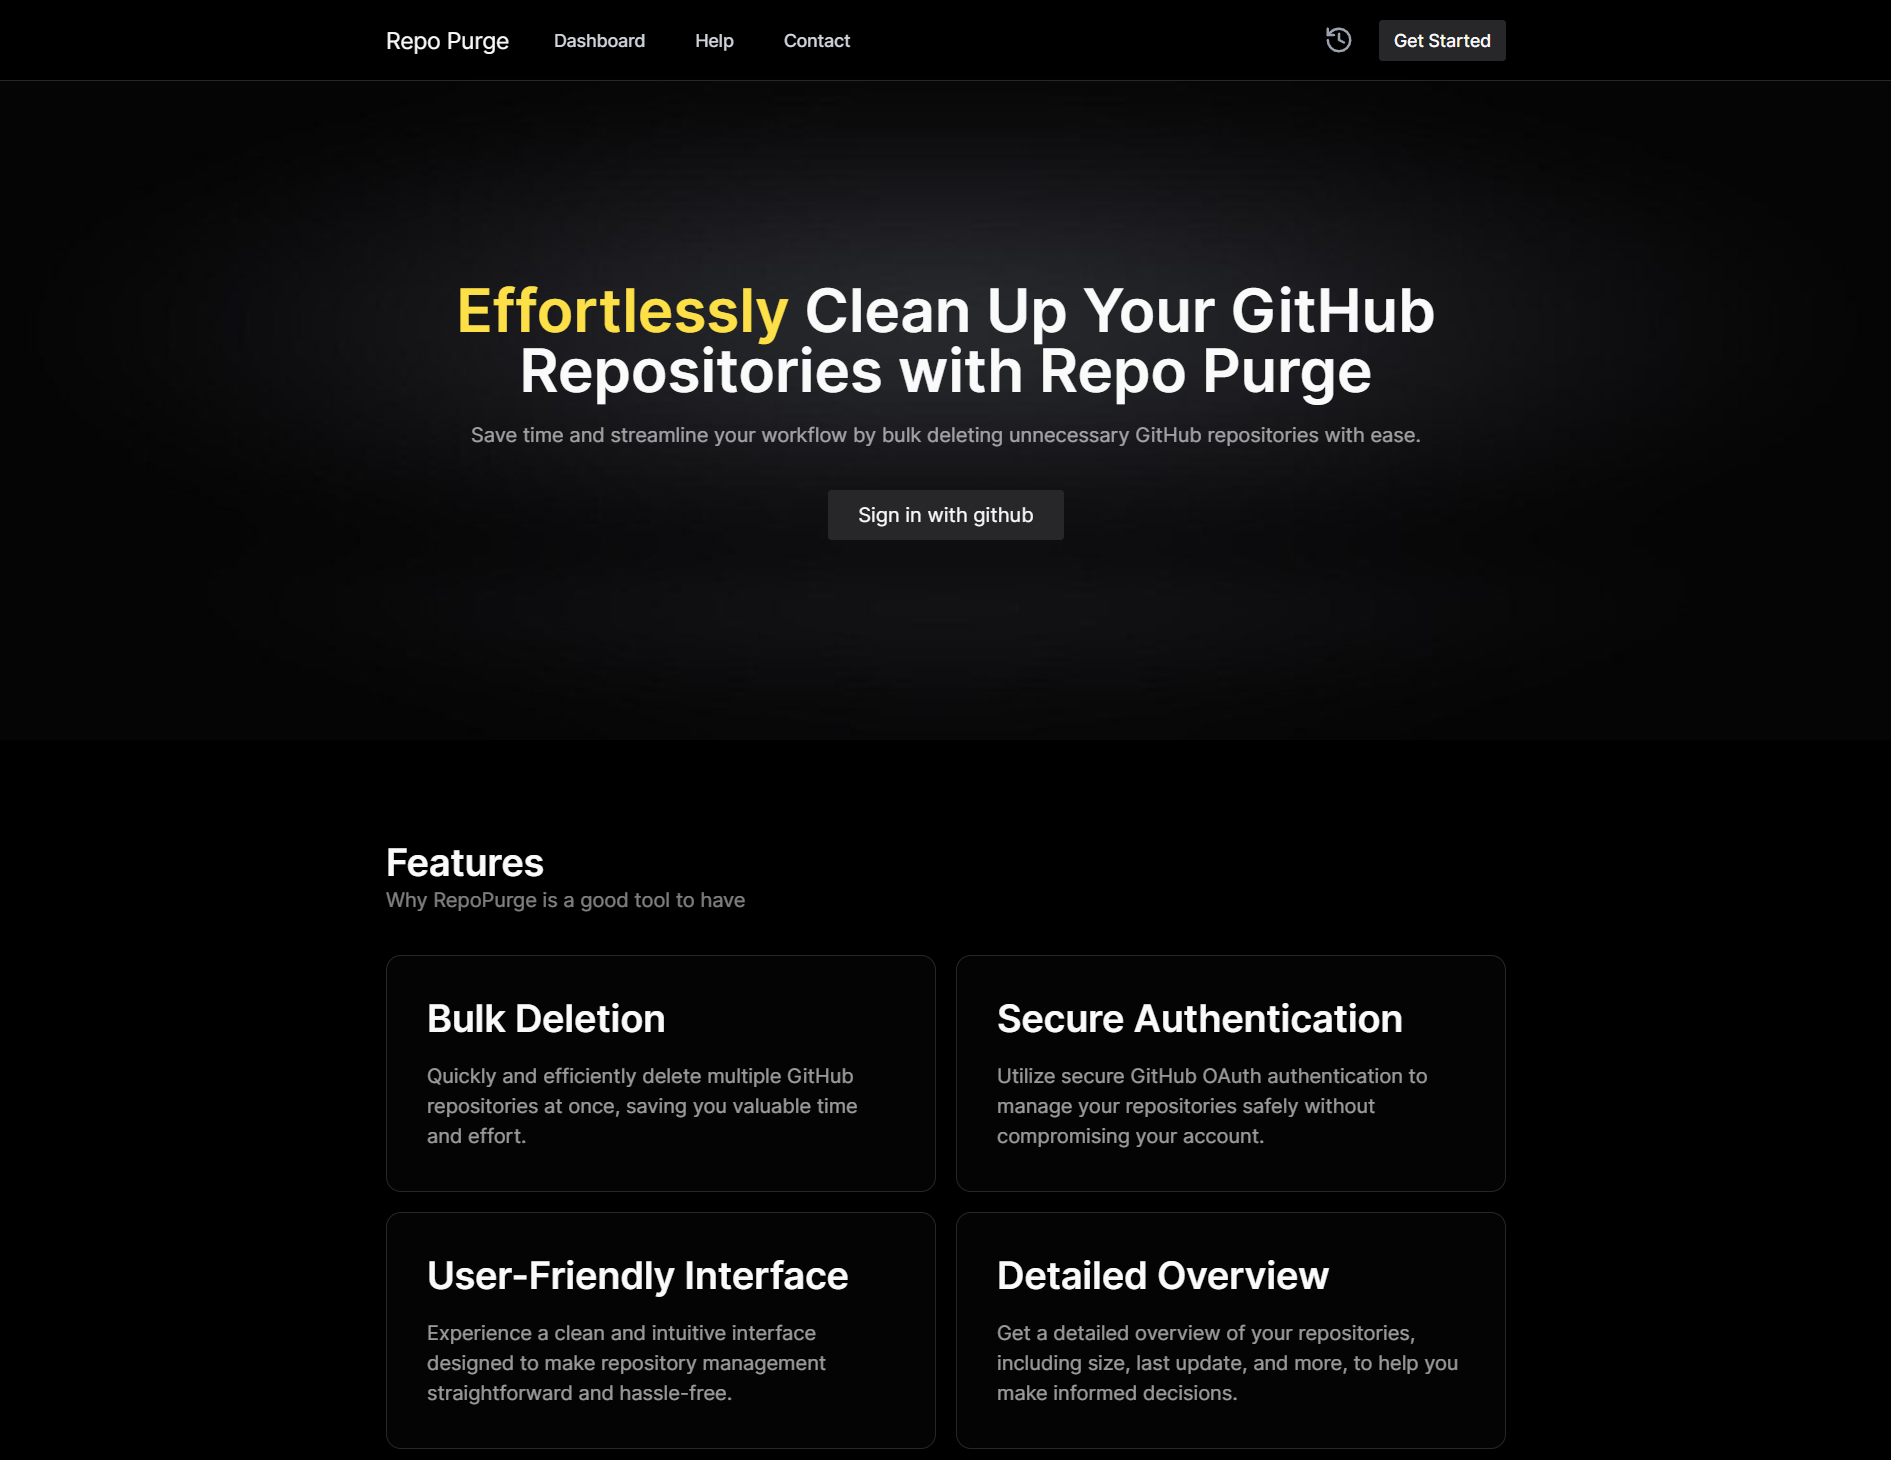 Repo Purge
Dashboard
Help
Contact
Get Started
Effortlessly Clean Up Your GitHub
Repositories with Repo Purge
Save time and streamline your workflow by bulk deleting unnecessary GitHub repositories with ease.
Sign in with github
Features
Why RepoPurge is a good tool to have
Bulk Deletion
Quickly and efficiently delete multiple GitHub
repositories at once, saving you valuable time
and effort.
Secure Authentication
Utilize secure GitHub OAuth authentication to
manage your repositories safely without
compromising your account.
User-Friendly Interface
Experience a clean and intuitive interface
designed to make repository management
straightforward and hassle-free.
Detailed Overview
Get a detailed overview of your repositories,
including size, last update, and more, to help you
make informed decisions.